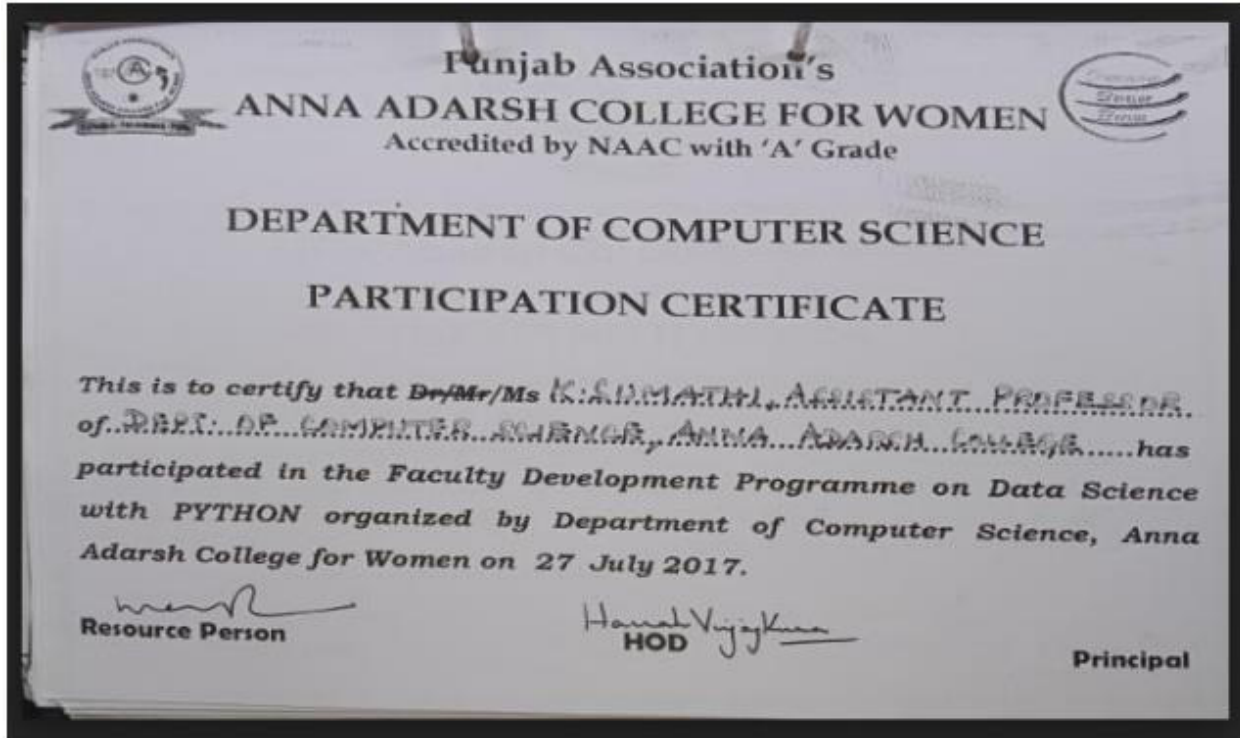 Punjab Association's
ANNA ADARSH COLLEGE FOR WOMEN
Accredited by NAAC with 'A' Grade
DEPARTMENT OF COMPUTER SCIENCE
PARTICIPATION CERTIFICATE
This is to certify that Dr/Mr/Ms K.SUMATHI, ASSISTANT PROFESSOR.
of DEPT. OF COMPUTER SCIENCE, ANNA ADARSH COLLEGE.....has
participated in the Faculty Development Programme on Data Science
with PYTHON organized by Department of Computer Science, Anna
Adarsh College for Women on 27 July 2017.
Resource Person
HOD
Principal